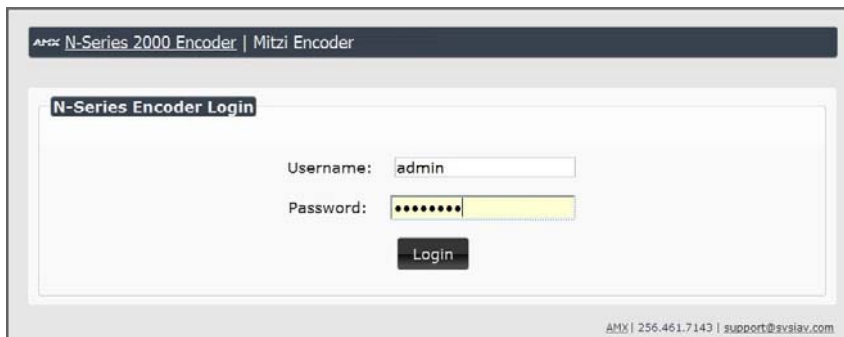 AMX N-Series 2000 Encoder | Mitzi Encoder
N-Series Encoder Login
Username: admin
Password: ••••••••
Login
AMX | 256.461.7143 | support@svsiav.com